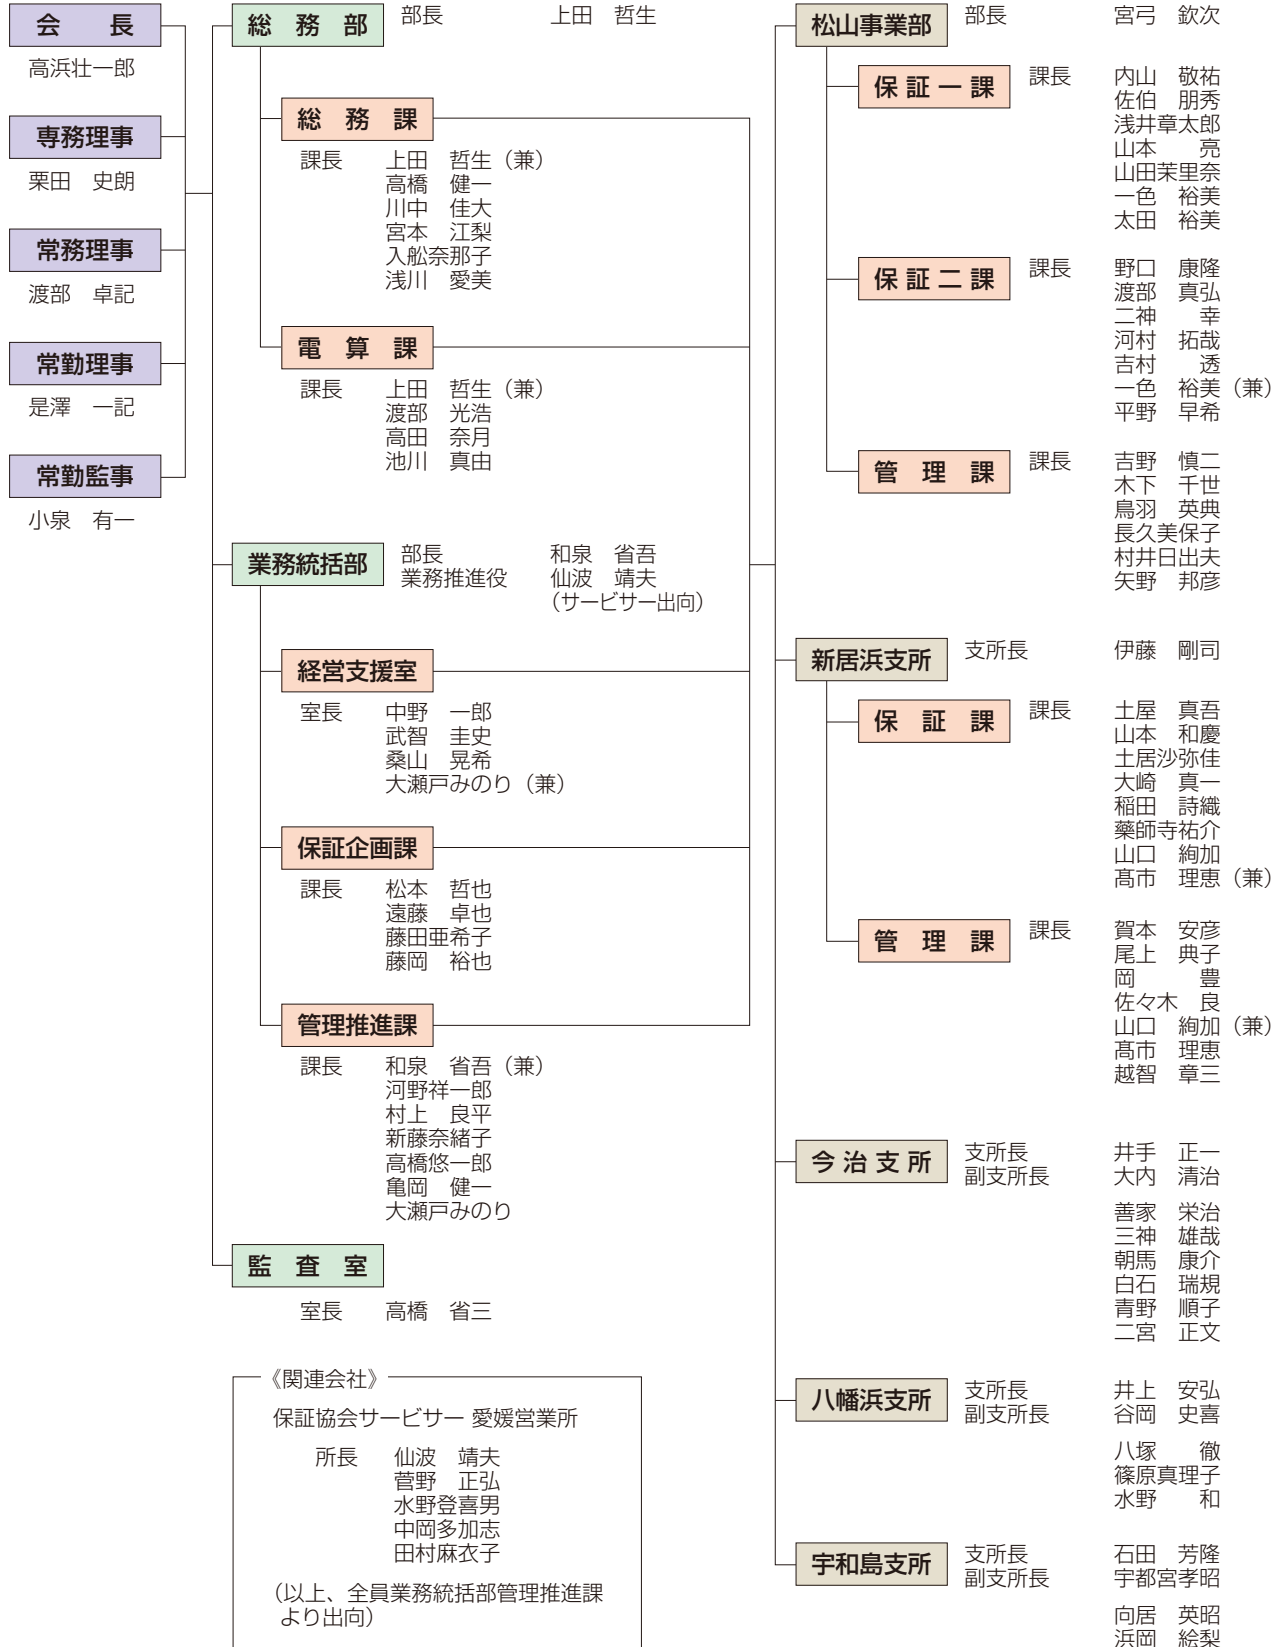 会　長
高浜壮一郎
専務理事
栗田　史朗
常務理事
渡部　卓記
常勤理事
是澤　一記
常勤監事
小泉　有一
総　務　部　部長　上田　哲生
総　務　課
課長　上田　哲生（兼）
高橋　健一
川中　佳大
宮本　江梨
入舩奈那子
浅川　愛美
電　算　課
課長　上田　哲生（兼）
渡部　光浩
高田　奈月
池川　真由
業務統括部　部長　和泉　省吾
業務推進役　仙波　靖夫
（サービサー出向）
経営支援室
室長　中野　一郎
武智　圭史
桑山　晃希
大瀬戸みのり（兼）
保証企画課
課長　松本　哲也
遠藤　卓也
藤田亜希子
藤岡　裕也
管理推進課
課長　和泉　省吾（兼）
河野祥一郎
村上　良平
新藤奈緒子
高橋悠一郎
亀岡　健一
大瀬戸みのり
監　査　室
室長　高橋　省三
《関連会社》
保証協会サービサー 愛媛営業所
所長　仙波　靖夫
菅野　正弘
水野登喜男
中岡多加志
田村麻衣子
（以上、全員業務統括部管理推進課
より出向）
松山事業部　部長　宮弓　欽次
保 証 一 課　課長　内山　敬祐
佐伯　朋秀
浅井章太郎
山本　　亮
山田茉里奈
一色　裕美
太田　裕美
保 証 二 課　課長　野口　康隆
渡部　真弘
二神　　幸
河村　拓哉
吉村　　透
一色　裕美（兼）
平野　早希
管　理　課　課長　吉野　慎二
木下　千世
鳥羽　英典
長久美保子
村井日出夫
矢野　邦彦
新居浜支所　支所長　伊藤　剛司
保　証　課　課長　土屋　真吾
山本　和慶
土居沙弥佳
大崎　真一
稲田　詩織
藥師寺祐介
山口　絢加
髙市　理恵（兼）
管　理　課　課長　賀本　安彦
尾上　典子
岡　　　豊
佐々木　良
山口　絢加（兼）
髙市　理恵
越智　章三
今 治 支 所　支所長　井手　正一
副支所長　大内　清治
善家　栄治
三神　雄哉
朝馬　康介
白石　瑞規
青野　順子
二宮　正文
八幡浜支所　支所長　井上　安弘
副支所長　谷岡　史喜
八塚　　徹
篠原真理子
水野　　和
宇和島支所　支所長　石田　芳隆
副支所長　宇都宮孝昭
向居　英昭
浜岡　絵梨